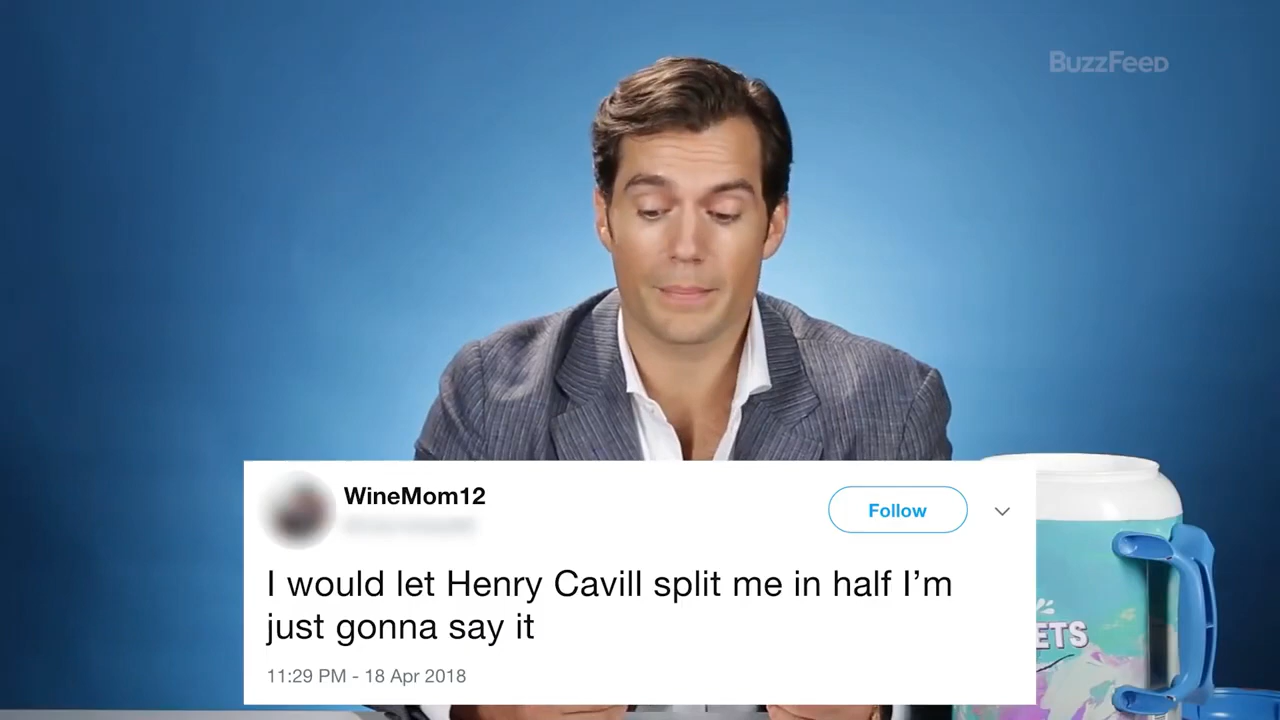 BuzzFeed
WineMom12
Follow
I would let Henry Cavill split me in half I’m
just gonna say it
11:29 PM - 18 Apr 2018
ETS